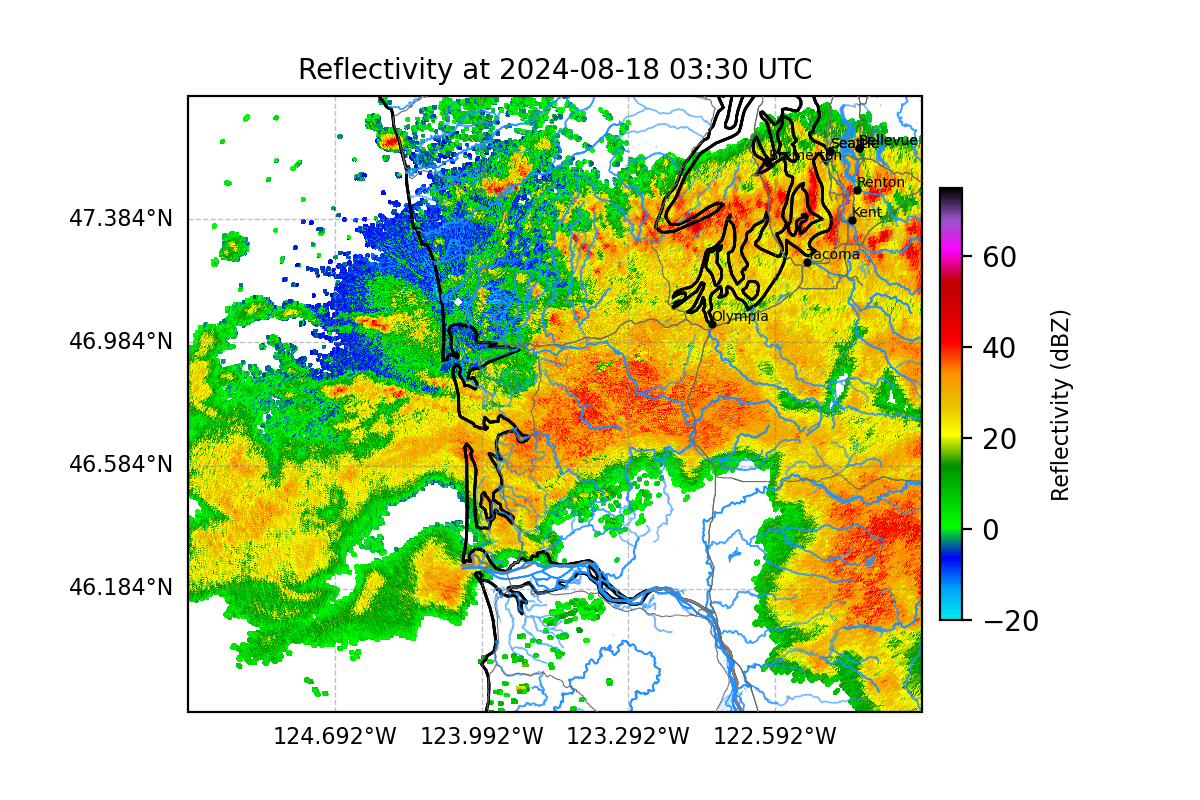 Reflectivity at 2024-08-18 03:30 UTC
Seattle
Bellevue
Bremerton
Renton
47.384°N
Kent
Tacoma
Olympia
46.984°N
46.584°N
46.184°N
124.692°W
123.992°W
123.292°W
122.592°W
60
40
20
0
−20
Reflectivity (dBZ)